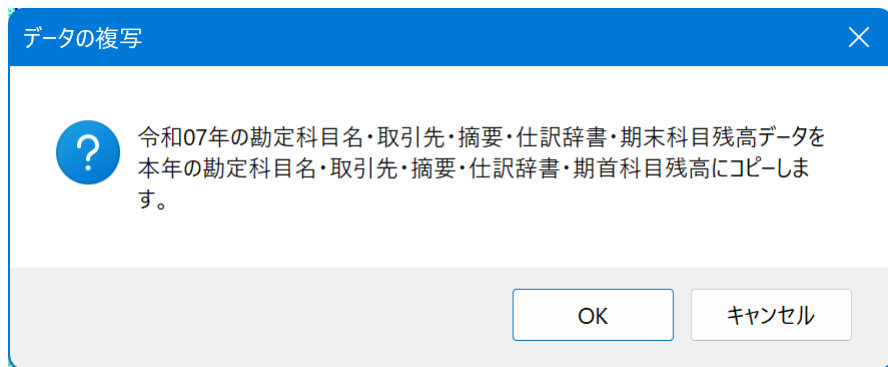 データの複写
令和07年の勘定科目名・取引先・摘要・仕訳辞書・期末科目残高データを
本年の勘定科目名・取引先・摘要・仕訳辞書・期首科目残高にコピーしま
す。
OK
キャンセル